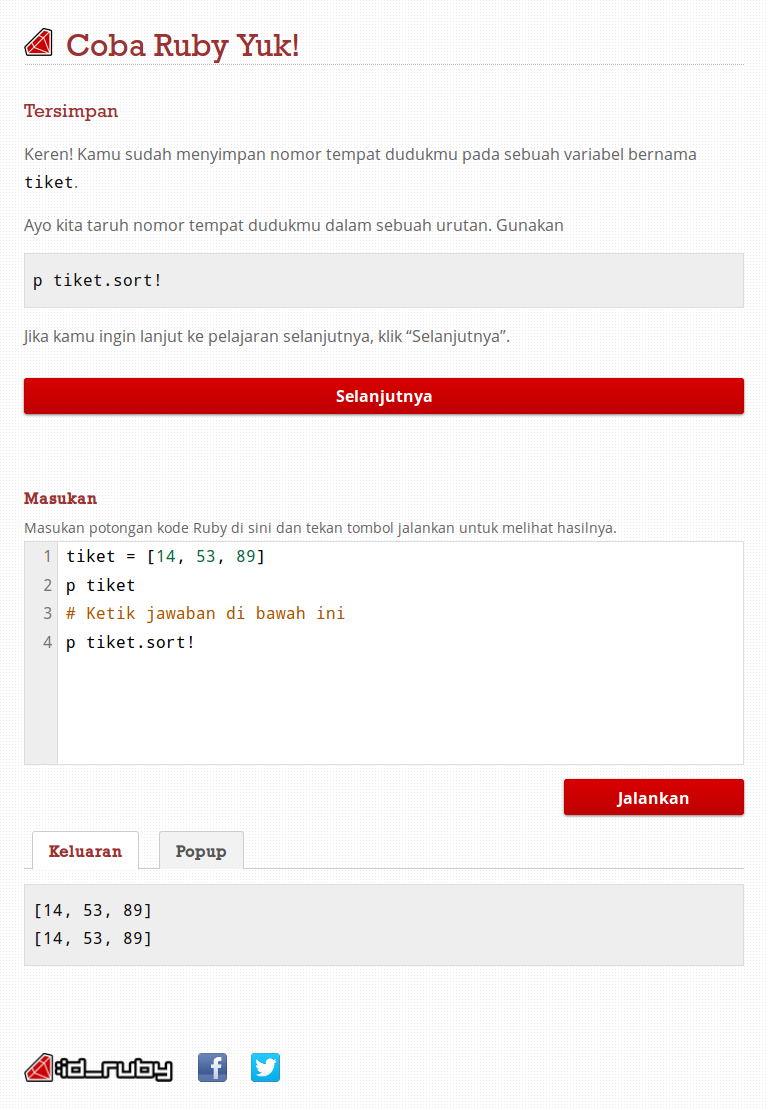 Coba Ruby Yuk!
Tersimpan
Keren! Kamu sudah menyimpan nomor tempat dudukmu pada sebuah variabel bernama
tiket.
Ayo kita taruh nomor tempat dudukmu dalam sebuah urutan. Gunakan
p tiket.sort!
Jika kamu ingin lanjut ke pelajaran selanjutnya, klik “Selanjutnya”.
Selanjutnya
Masukan
Masukan potongan kode Ruby di sini dan tekan tombol jalankan untuk melihat hasilnya.
1 tiket = [14, 53, 89]
2 p tiket
3 # Ketik jawaban di bawah ini
4 p tiket.sort!
Jalankan
Keluaran Popup
[14, 53, 89]
[14, 53, 89]
:id_ruby